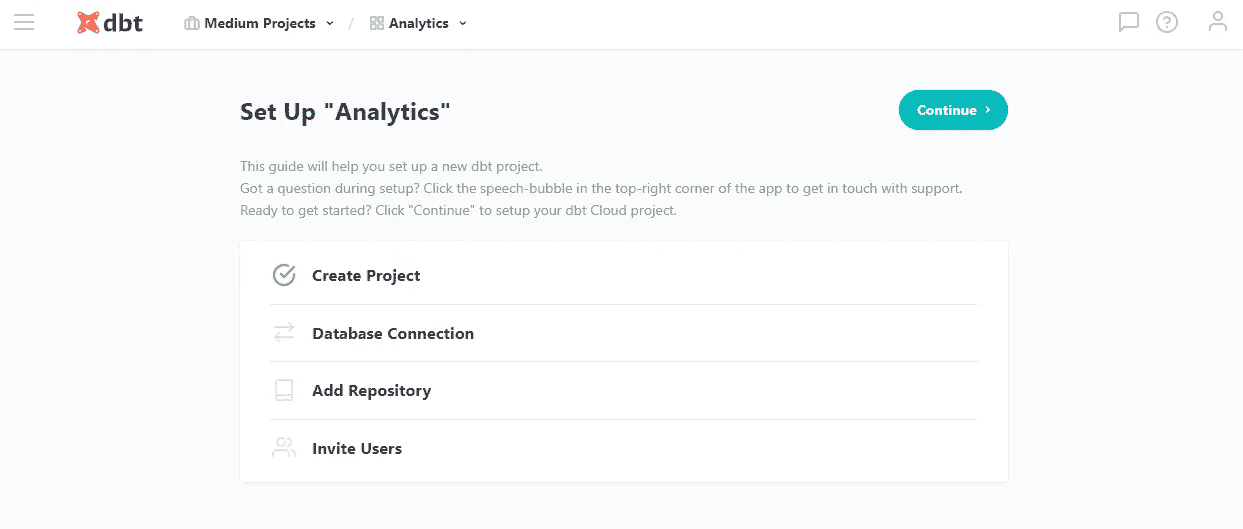 dbt Medium Projects / Analytics
Set Up "Analytics"
Continue
This guide will help you set up a new dbt project.
Got a question during setup? Click the speech-bubble in the top-right corner of the app to get in touch with support.
Ready to get started? Click "Continue" to setup your dbt Cloud project.
Create Project
Database Connection
Add Repository
Invite Users